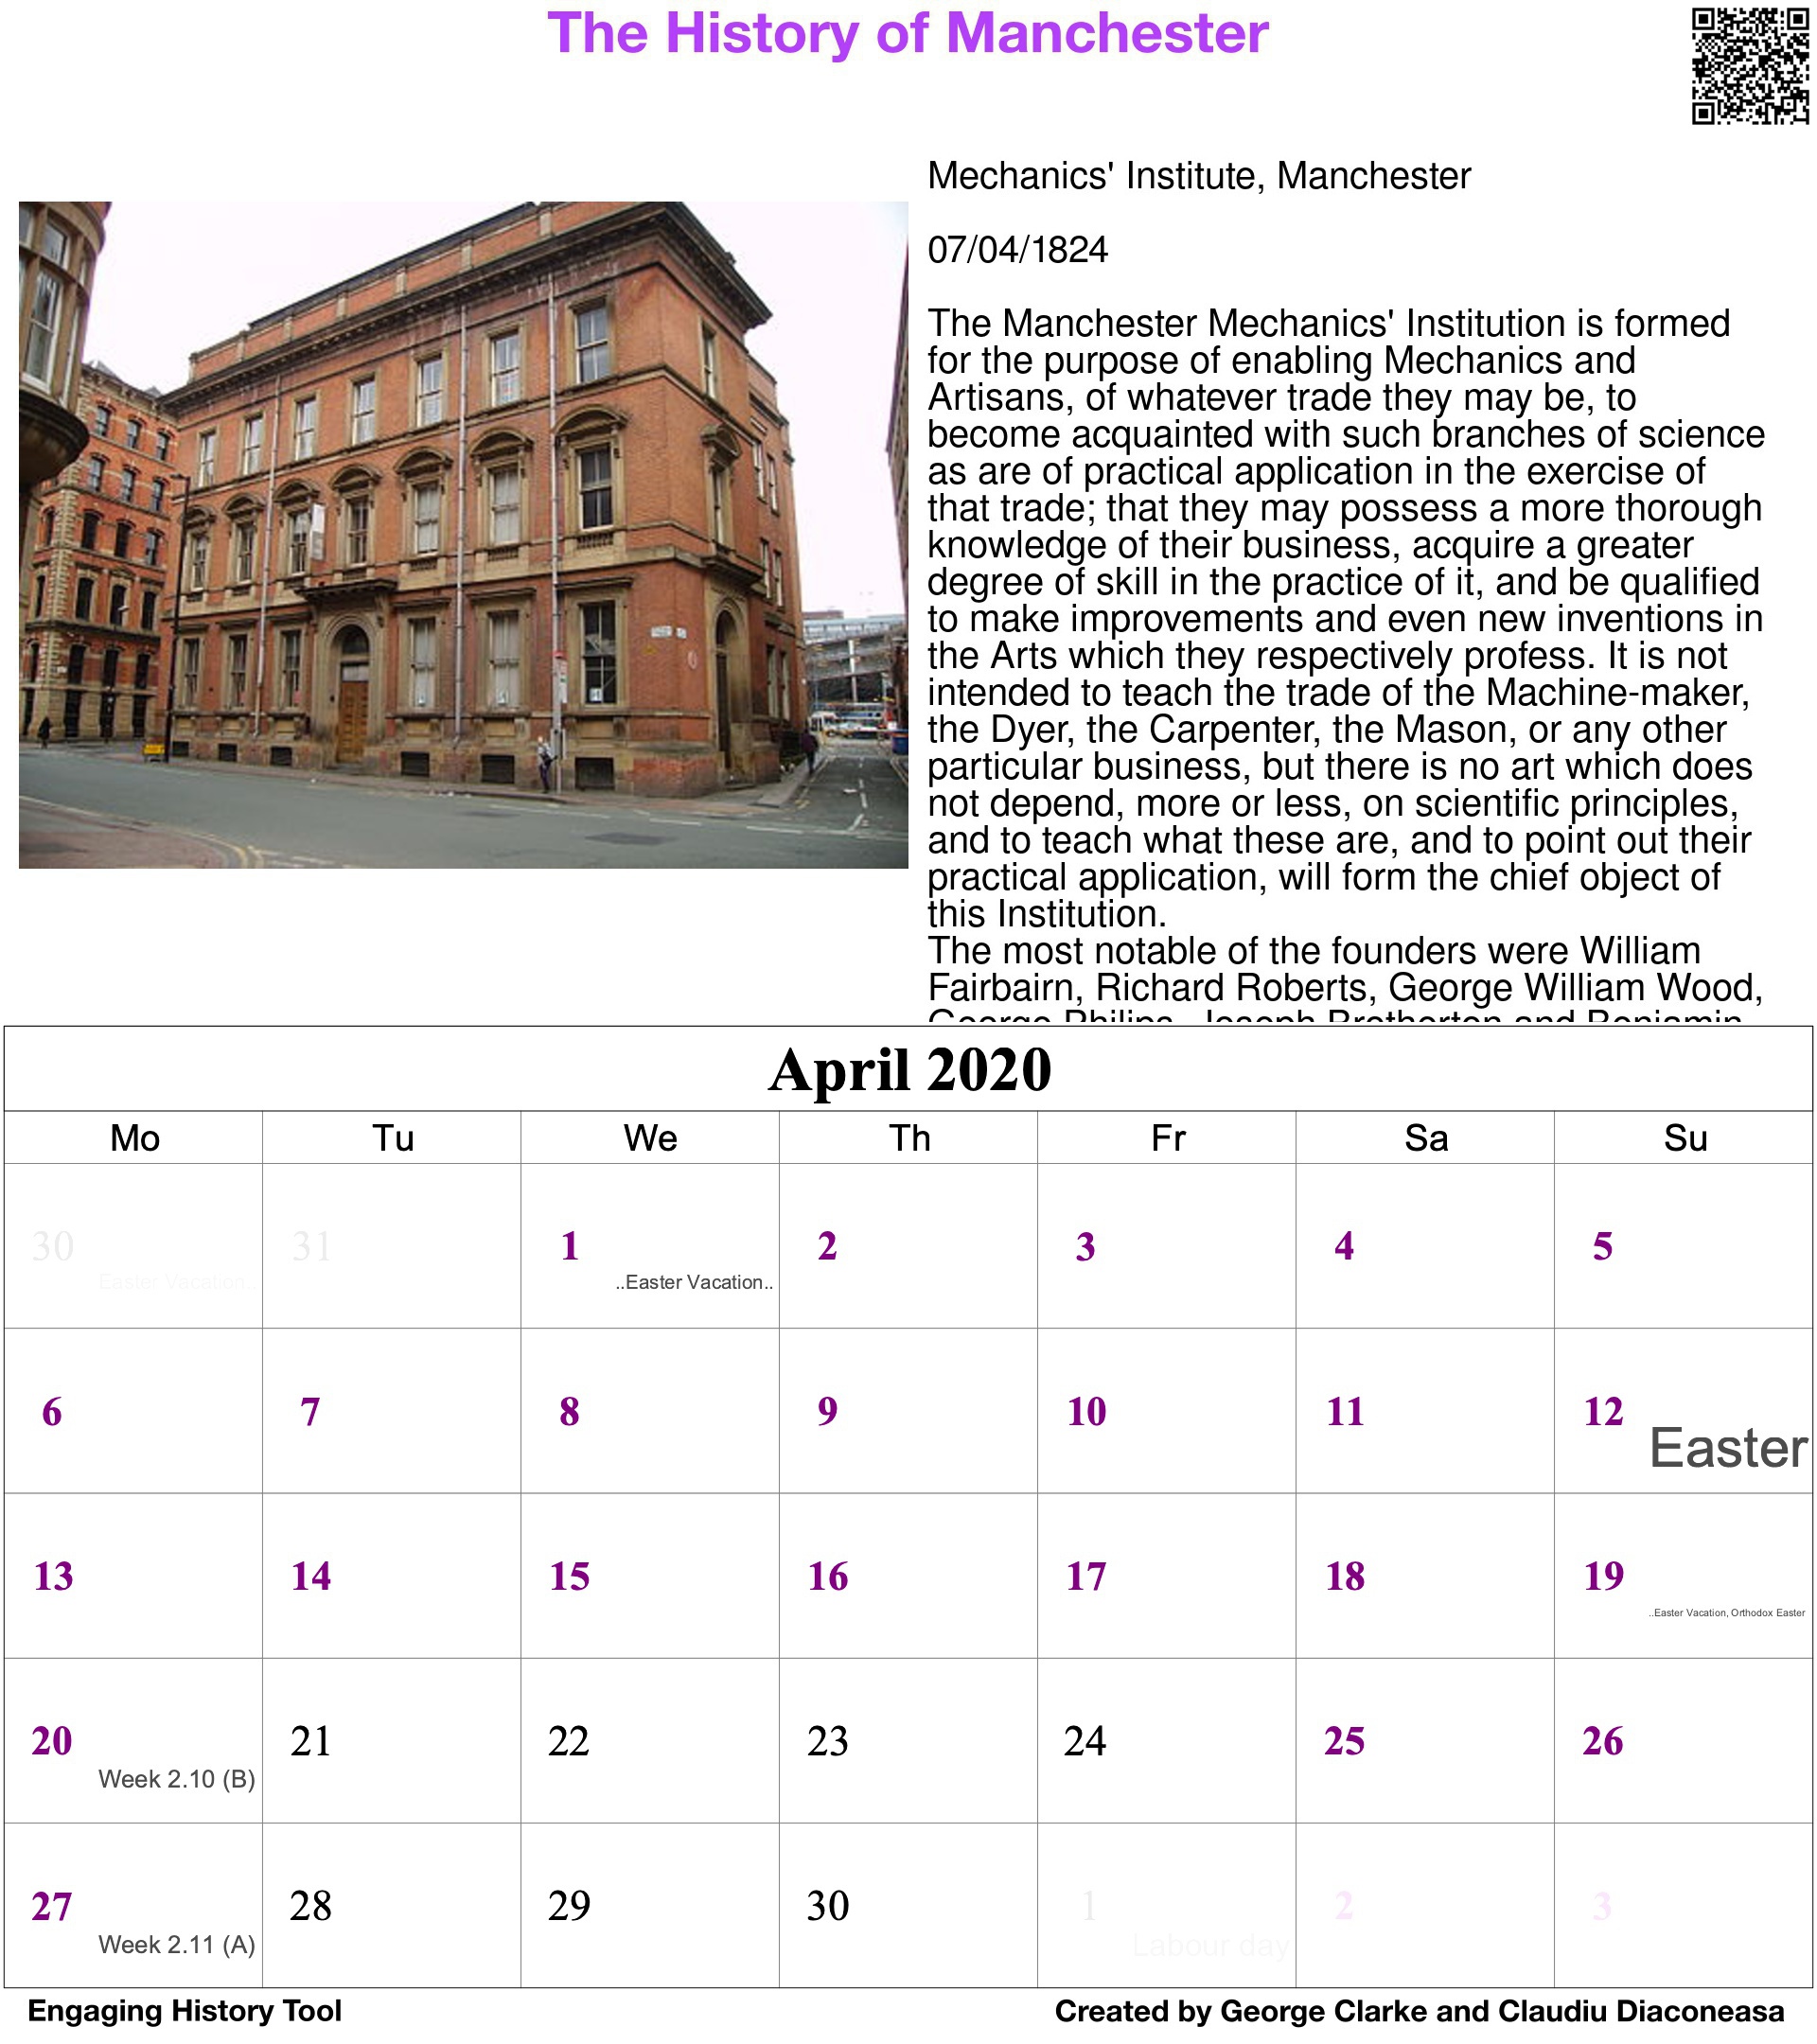 The History of Manchester
Mechanics' Institute, Manchester
07/04/1824
The Manchester Mechanics' Institution is formed
for the purpose of enabling Mechanics and
Artisans, of whatever trade they may be, to
become acquainted with such branches of science
as are of practical application in the exercise of
that trade; that they may possess a more thorough
knowledge of their business, acquire a greater
degree of skill in the practice of it, and be qualified
to make improvements and even new inventions in
the Arts which they respectively profess. It is not
intended to teach the trade of the Machine-maker,
the Dyer, the Carpenter, the Mason, or any other
particular business, but there is no art which does
not depend, more or less, on scientific principles,
and to teach what these are, and to point out their
practical application, will form the chief object of
this Institution.
The most notable of the founders were William
Fairbairn, Richard Roberts, George William Wood,
George Philips, Joseph Brotherton and Benjamin
April 2020
Mo Tu We Th Fr Sa Su
30 31 1 2 3 4 5
Easter Vacation.. ..Easter Vacation..
6 7 8 9 10 11 12
Easter
13 14 15 16 17 18 19
..Easter Vacation, Orthodox Easter
20 21 22 23 24 25 26
Week 2.10 (B)
27 28 29 30 1 2 3
Week 2.11 (A) Labour day
Engaging History Tool Created by George Clarke and Claudiu Diaconeasa